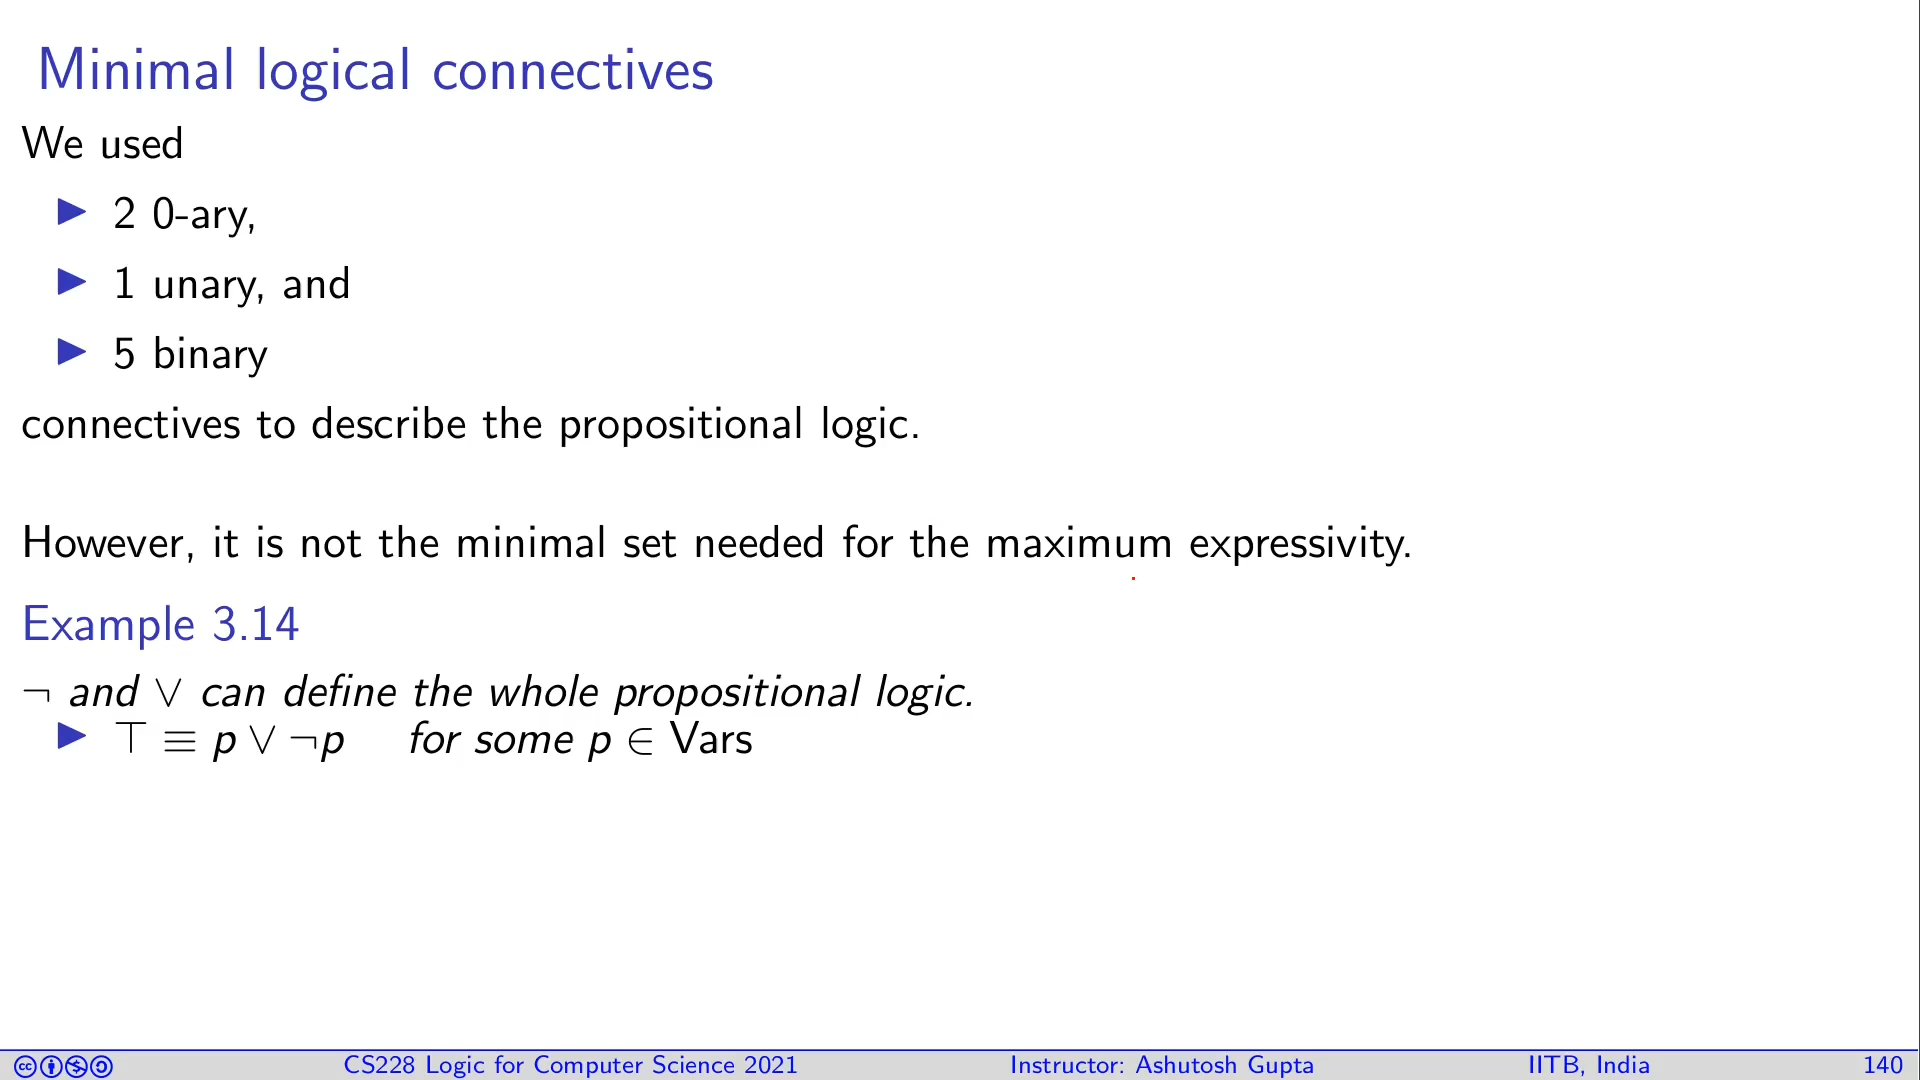 Minimal logical connectives
We used
▶ 2 0-ary,
▶ 1 unary, and
▶ 5 binary
connectives to describe the propositional logic.
However, it is not the minimal set needed for the maximum expressivity.
Example 3.14
¬ and ∨ can define the whole propositional logic.
▶ ⊤ ≡ p ∨ ¬p for some p ∈ Vars
CS228 Logic for Computer Science 2021 Instructor: Ashutosh Gupta IITB, India 140